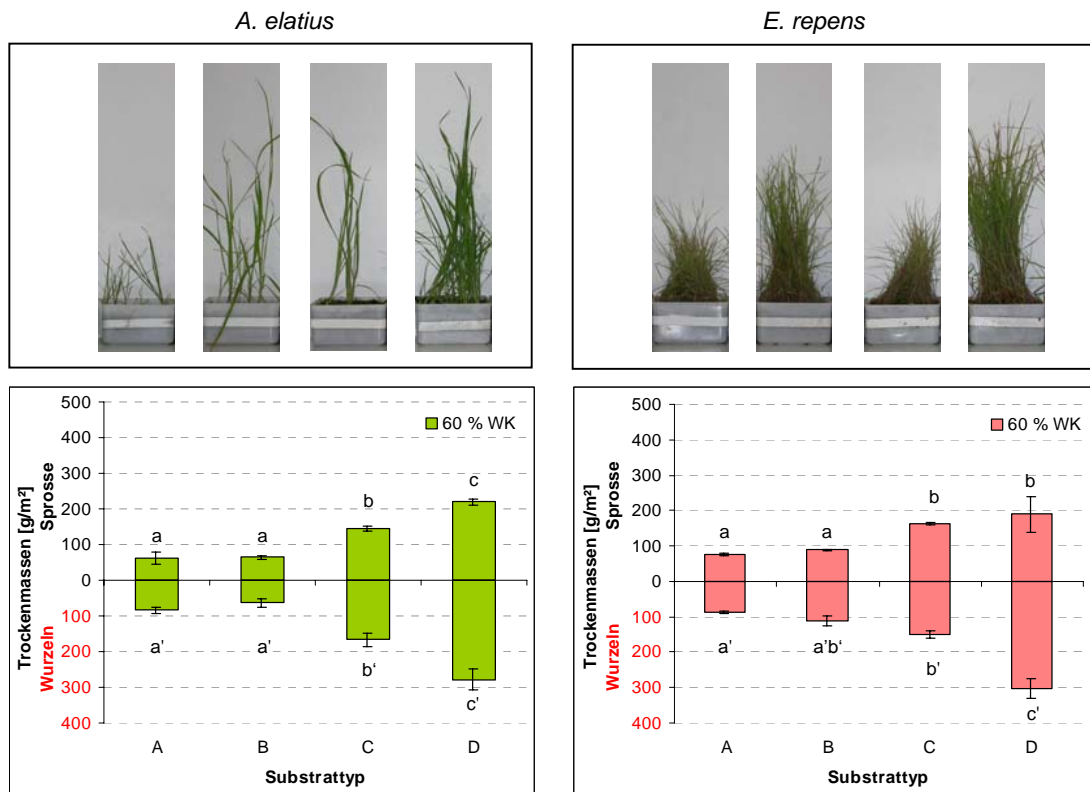 A. elatius
E. repens
500
400
300
200
100
0
100
200
300
400
Trockenmassen [g/m²]
Wurzeln Sprosse
60 % WK
a
a
b
c
a'
a'
b‘
c'
A
B
C
D
Substrattyp
500
400
300
200
100
0
100
200
300
400
Trockenmassen [g/m²]
Wurzeln Sprosse
60 % WK
a
a
b
b
a'
a'b‘
b'
c'
A
B
C
D
Substrattyp